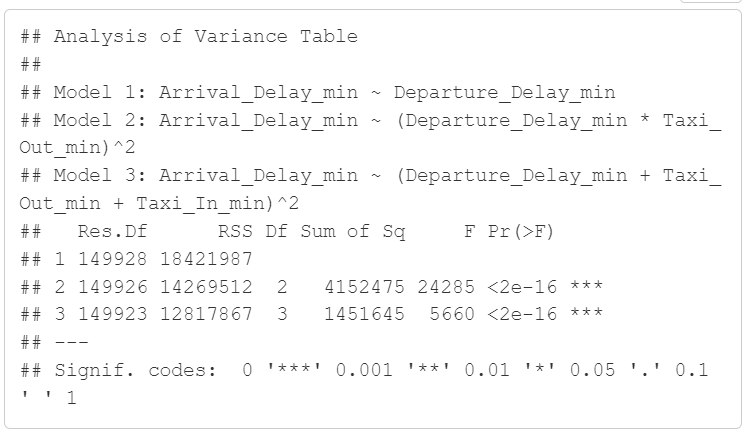 ## Analysis of Variance Table
##
## Model 1: Arrival_Delay_min ~ Departure_Delay_min
## Model 2: Arrival_Delay_min ~ (Departure_Delay_min * Taxi_
Out_min)^2
## Model 3: Arrival_Delay_min ~ (Departure_Delay_min + Taxi_
Out_min + Taxi_In_min)^2
##   Res.Df      RSS Df Sum of Sq     F Pr(>F)
## 1 149928 18421987
## 2 149926 14269512  2   4152475 24285 <2e-16 ***
## 3 149923 12817867  3   1451645  5660 <2e-16 ***
## ---
## Signif. codes:  0 '***' 0.001 '**' 0.01 '*' 0.05 '.' 0.1
' ' 1